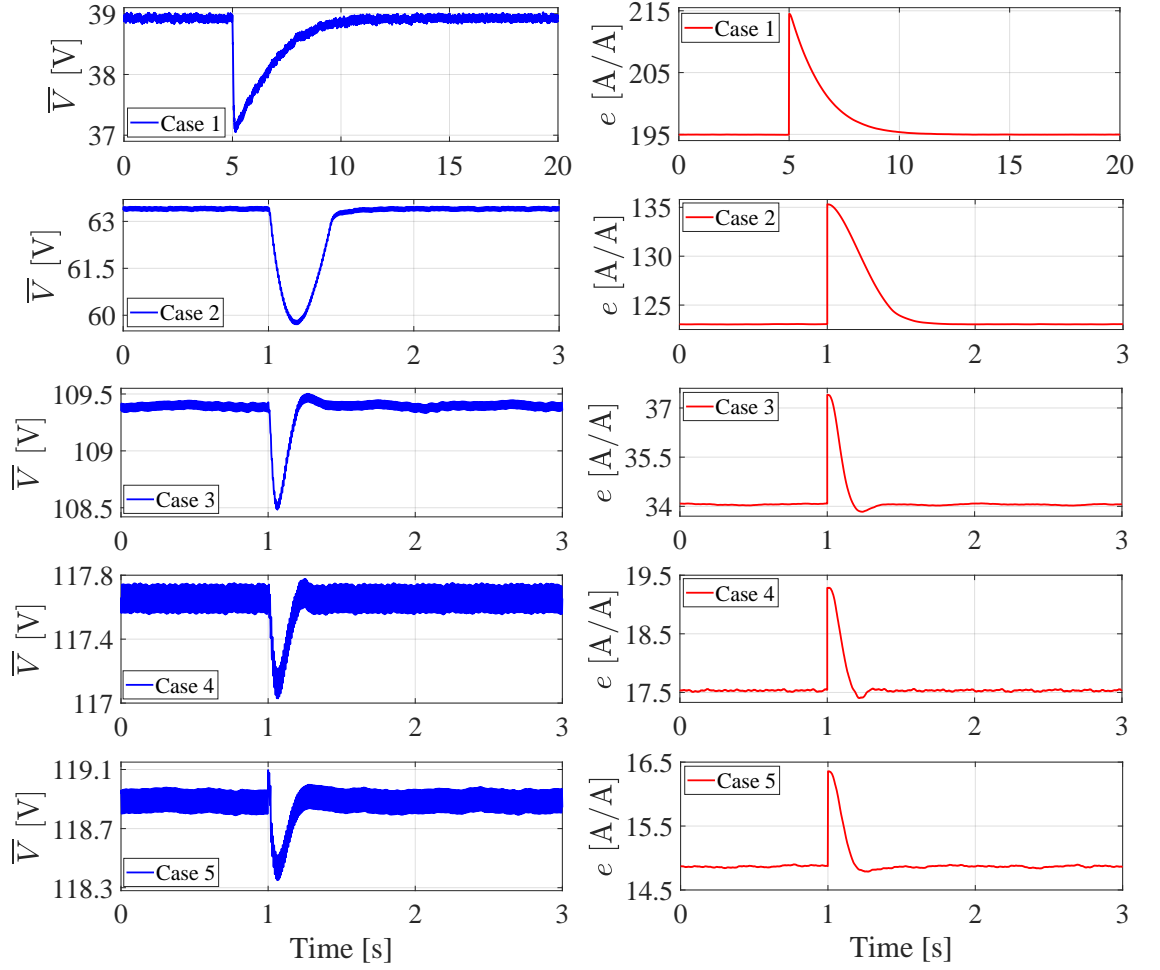 39
38
37
V̅ [V]
Case 1
0 5 10 15 20
215
205
195
e [A/A]
Case 1
0 5 10 15 20
63
61.5
60
V̅ [V]
Case 2
0 1 2 3
135
130
125
e [A/A]
Case 2
0 1 2 3
109.5
109
108.5
V̅ [V]
Case 3
0 1 2 3
37
35.5
34
e [A/A]
Case 3
0 1 2 3
117.8
117.4
117
V̅ [V]
Case 4
0 1 2 3
19.5
18.5
17.5
e [A/A]
Case 4
0 1 2 3
119.1
118.7
118.3
V̅ [V]
Case 5
0 1 2 3
Time [s]
16.5
15.5
14.5
e [A/A]
Case 5
0 1 2 3
Time [s]